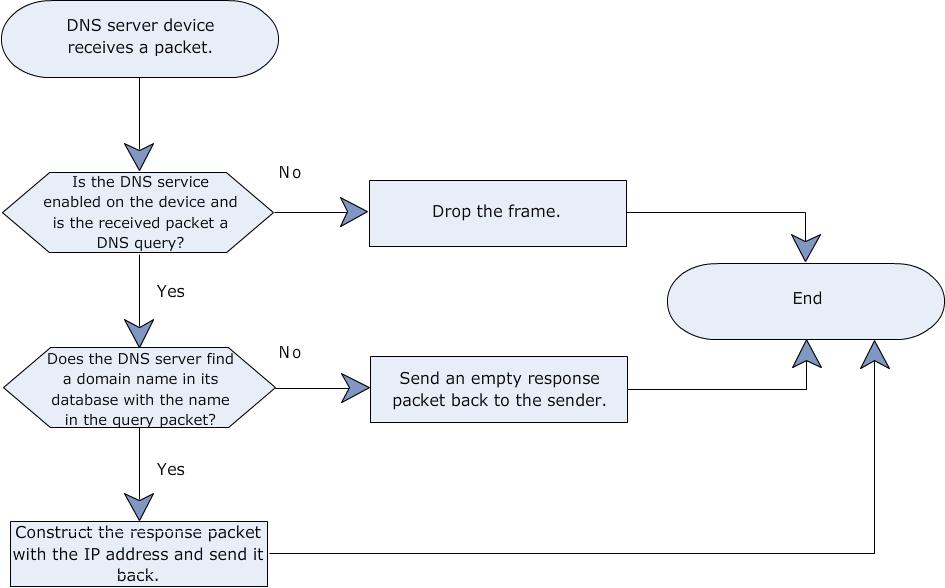 DNS server device
receives a packet.
Is the DNS service
enabled on the device and
is the received packet a
DNS query?
No
Drop the frame.
End
Yes
Does the DNS server find
a domain name in its
database with the name
in the query packet?
No
Send an empty response
packet back to the sender.
Yes
Construct the response packet
with the IP address and send it
back.